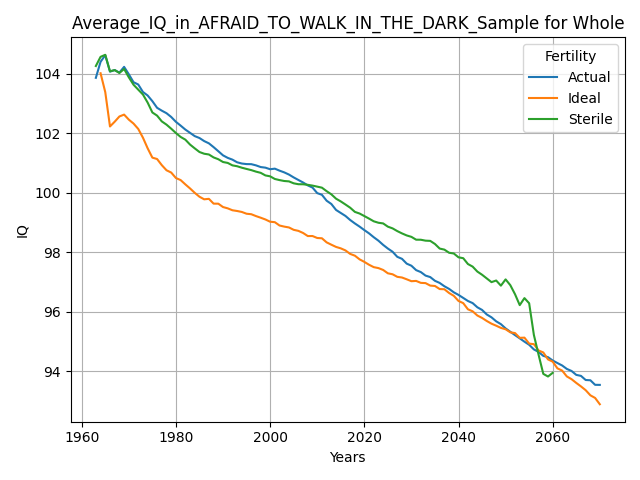 Average_IQ_in_AFRAID_TO_WALK_IN_THE_DARK_Sample for Whole
Fertility
Actual
Ideal
Sterile
IQ
104
102
100
98
96
94
1960
1980
2000
2020
2040
2060
Years